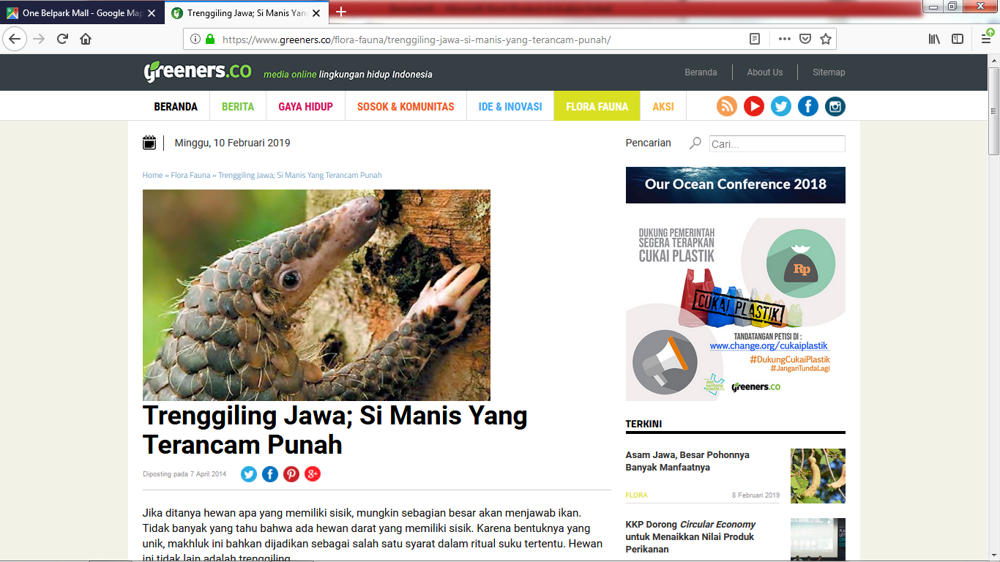 One Belpark Mall - Google Map
Trenggiling Jawa; Si Manis Yang
https://www.greeners.co/flora-fauna/trenggiling-jawa-si-manis-yang-terancam-punah/
greeners.co media online lingkungan hidup Indonesia
Beranda About Us Sitemap
BERANDA BERITA GAYA HIDUP SOSOK & KOMUNITAS IDE & INOVASI FLORA FAUNA AKSI
Minggu, 10 Februari 2019
Pencarian Cari...
Home » Flora Fauna » Trenggiling Jawa; Si Manis Yang Terancam Punah
Trenggiling Jawa; Si Manis Yang
Terancam Punah
Diposting pada 7 April 2014
Jika ditanya hewan apa yang memiliki sisik, mungkin sebagian besar akan menjawab ikan.
Tidak banyak yang tahu bahwa ada hewan darat yang memiliki sisik. Karena bentuknya yang
unik, makhluk ini bahkan dijadikan sebagai salah satu syarat dalam ritual suku tertentu. Hewan
ini tidak lain adalah trenggiling
Our Ocean Conference 2018
DUKUNG PEMERINTAH
SEGERA TERAPKAN
CUKAI PLASTIK
Rp
CUKAI PLASTIK
TANDATANGAN PETISI DI :
www.change.org/cukaiplastik
#DukungCukaiPlastik
#JanganTundaLagi
diet
kantong
plastik
greeners.co
TERKINI
Asam Jawa, Besar Pohonnya
Banyak Manfaatnya
FLORA 8 Februari 2019
KKP Dorong Circular Economy
untuk Menaikkan Nilai Produk
Perikanan